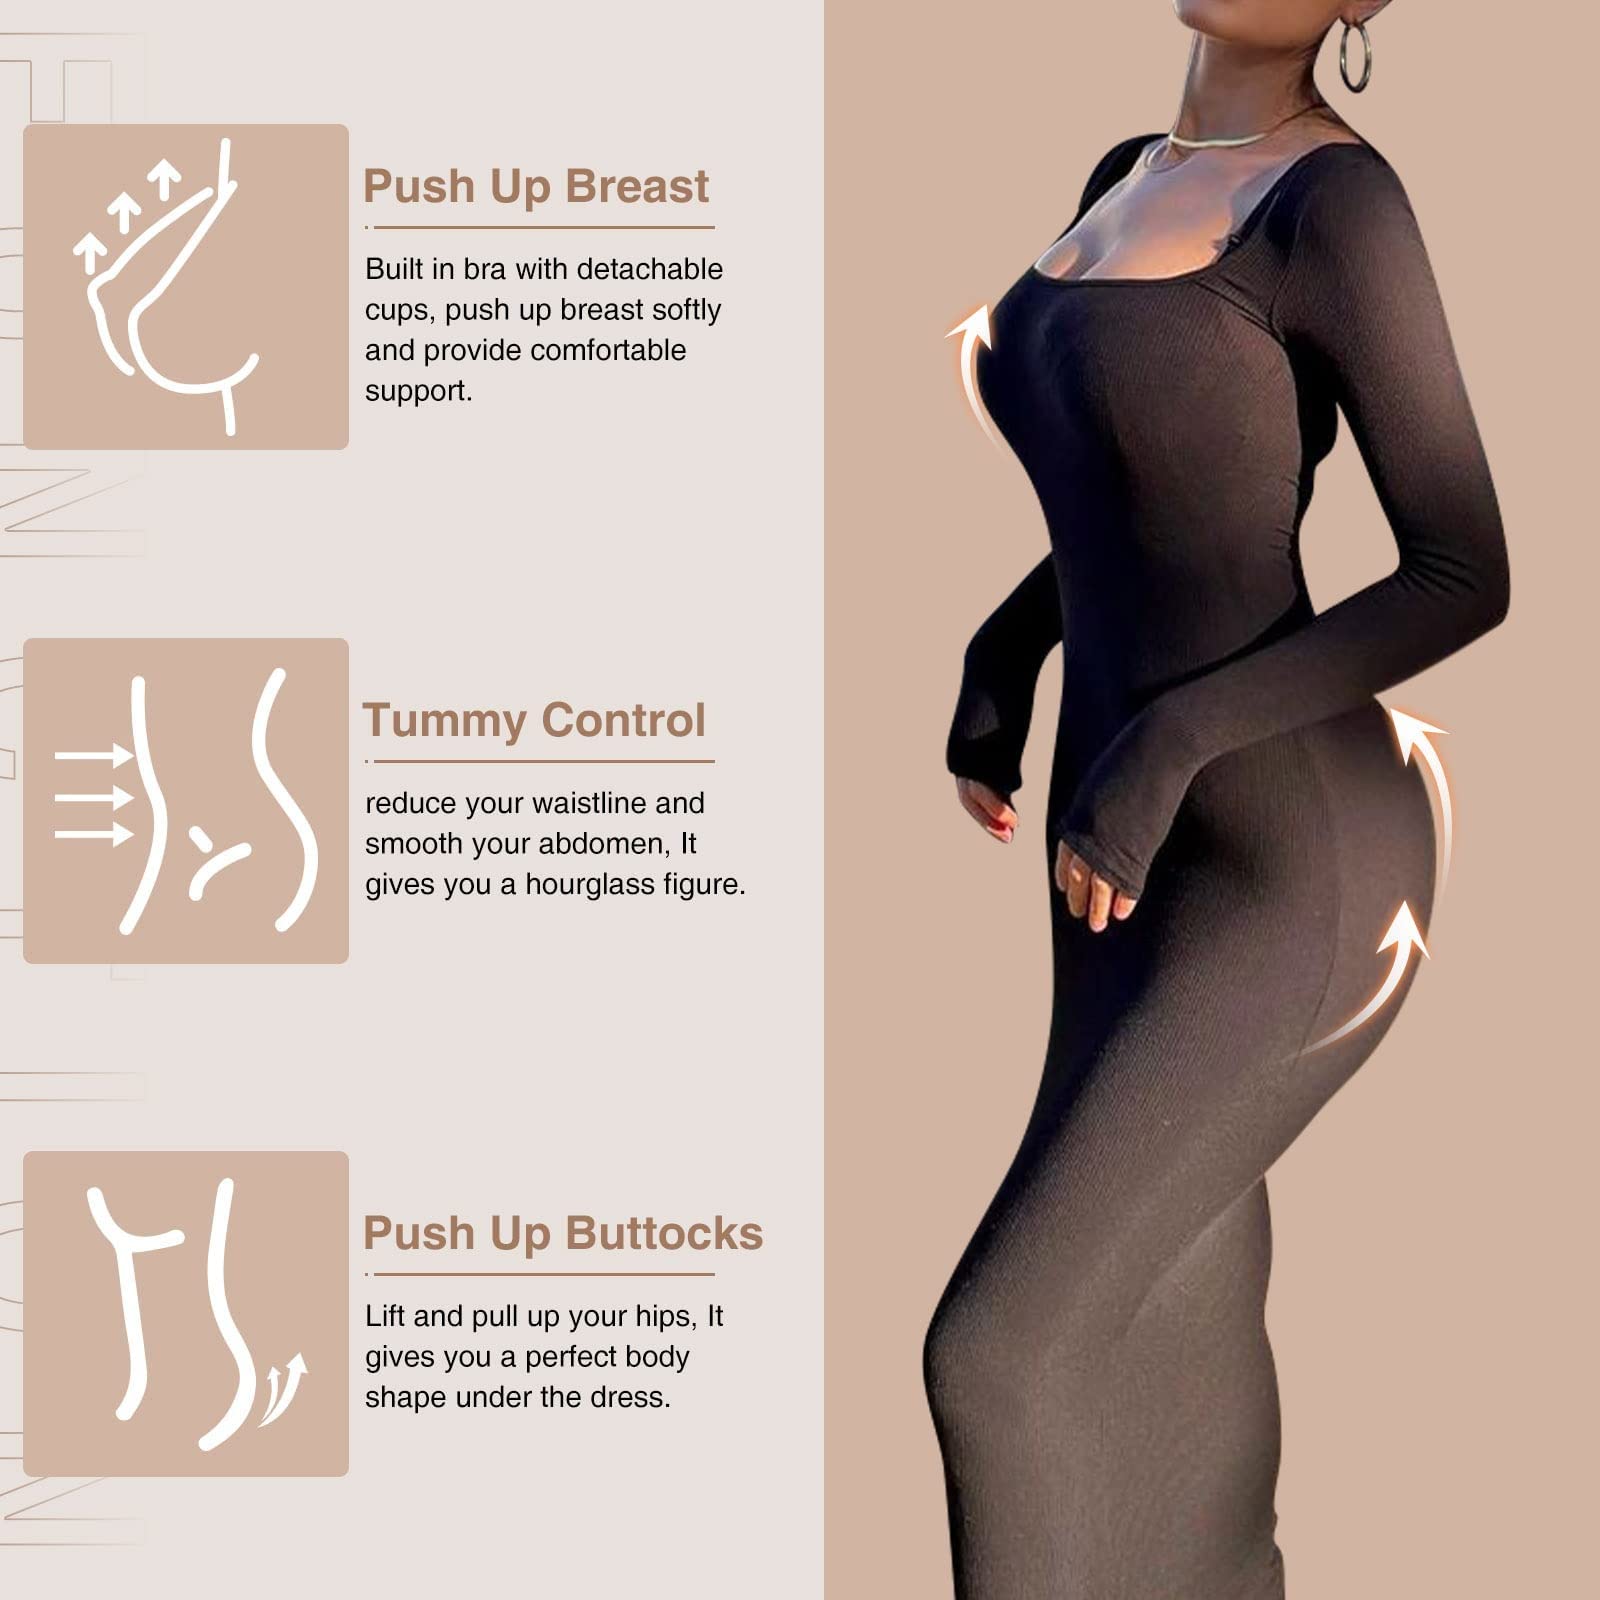 Push Up Breast
Built in bra with detachable
cups, push up breast softly
and provide comfortable
support.
Tummy Control
reduce your waistline and
smooth your abdomen, It
gives you a hourglass figure.
Push Up Buttocks
Lift and pull up your hips, It
gives you a perfect body
shape under the dress.